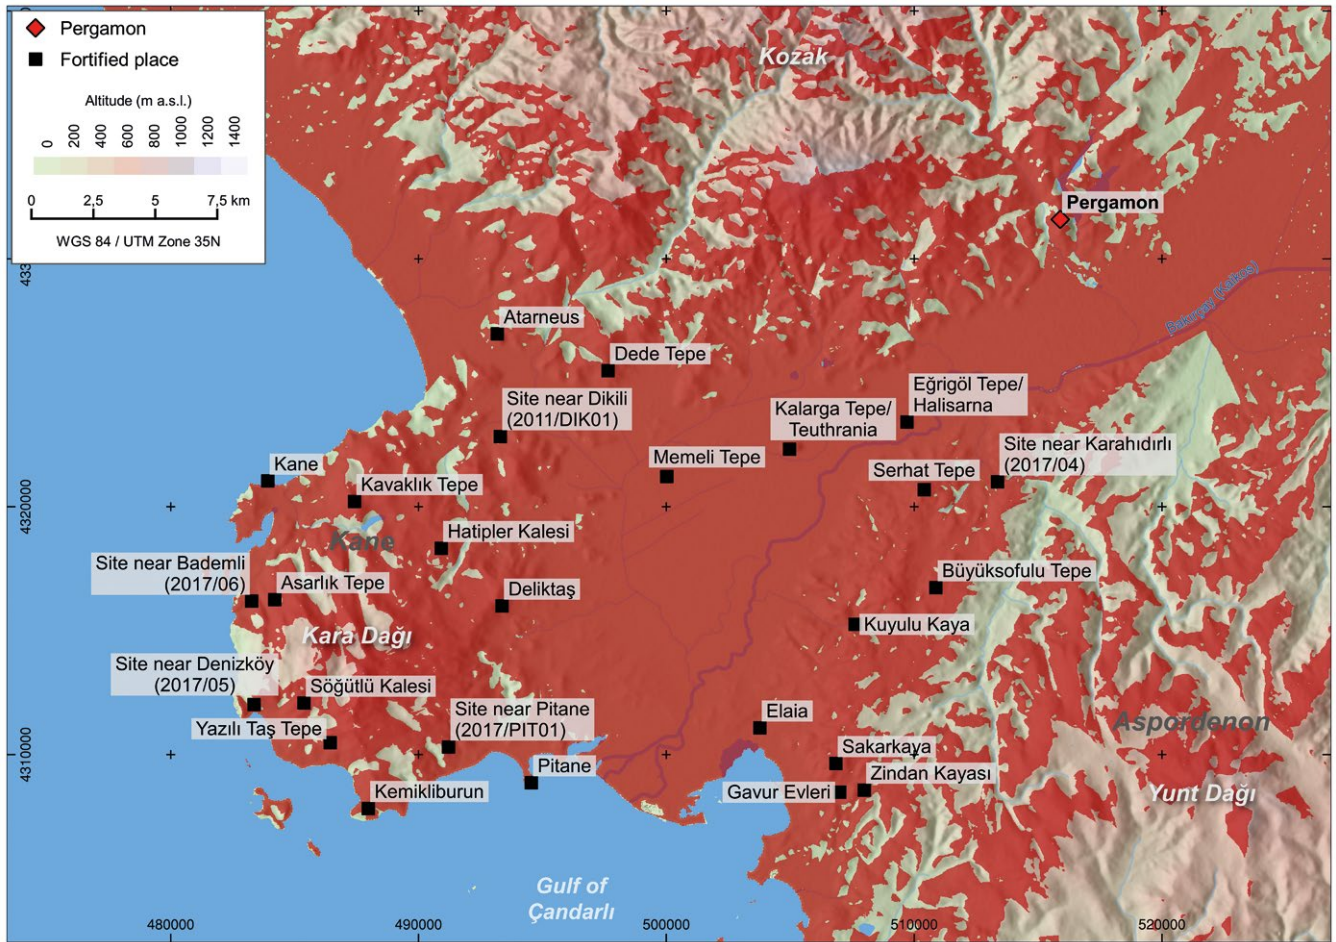 Pergamon
Fortified place
Altitude (m a.s.l.)
0 200 400 600 800 1000 1200 1400
0 2,5 5 7,5 km
WGS 84 / UTM Zone 35N
Kozak
Pergamon
Bakırçay (Kaikos)
Atarneus
Dede Tepe
Eğrigöl Tepe/
Halisarna
Site near Dikili
(2011/DIK01)
Kalarga Tepe/
Teuthrania
Site near Karahıdırlı
(2017/04)
Memeli Tepe
Serhat Tepe
Kane
Kavaklık Tepe
4320000
Hatipler Kalesi
Kane
Site near Bademli
(2017/06)
Asarlık Tepe
Deliktaş
Büyüksofulu Tepe
Kuyulu Kaya
Kara Dağı
Site near Denizköy
(2017/05)
Söğütlü Kalesi
Site near Pitane
(2017/PIT01)
Elaia
Aspordenon
Yazılı Taş Tepe
4310000
Sakarkaya
Pitane
Zindan Kayası
Kemikliburun
Gavur Evleri
Yunt Dağı
Gulf of
Çandarlı
480000 490000 500000 510000 520000